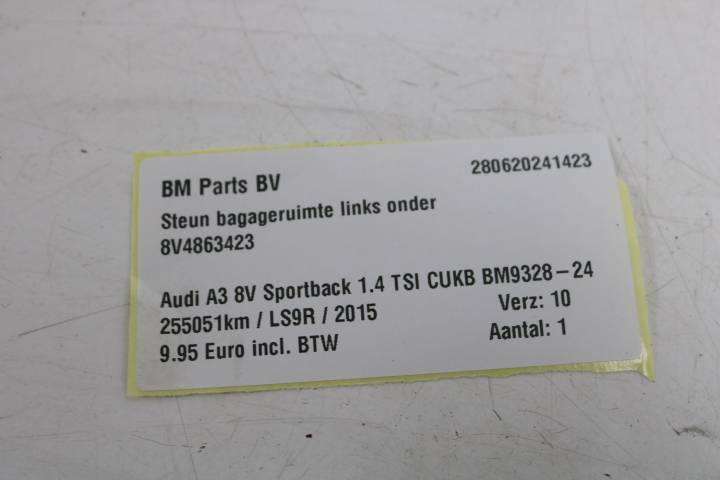 BM Parts BV 280620241423
Steun bagageruimte links onder
8V4863423
Audi A3 8V Sportback 1.4 TSI CUKB BM9328-24
255051km / LS9R / 2015 Verz: 10
9.95 Euro incl. BTW Aantal: 1